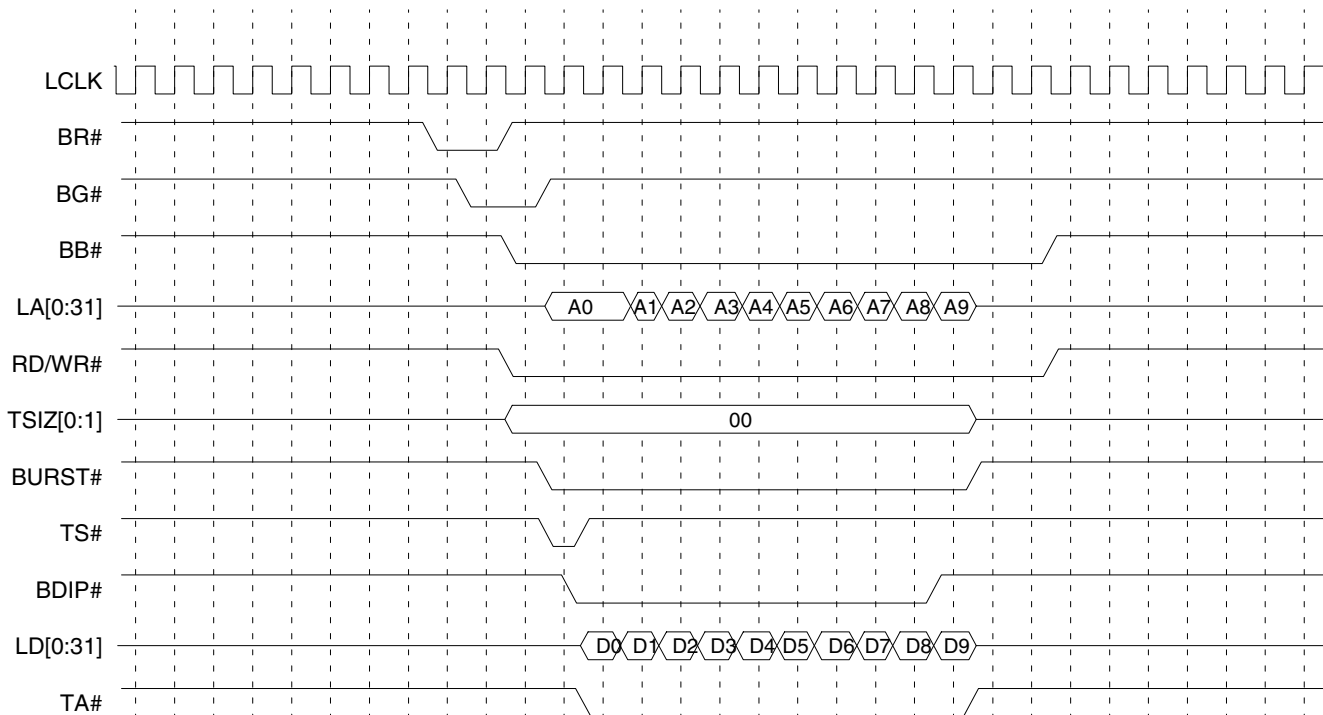 LCLK
BR#
BG#
BB#
LA[0:31] A0 A1 A2 A3 A4 A5 A6 A7 A8 A9
RD/WR#
TSIZ[0:1] 00
BURST#
TS#
BDIP#
LD[0:31] D0 D1 D2 D3 D4 D5 D6 D7 D8 D9
TA#